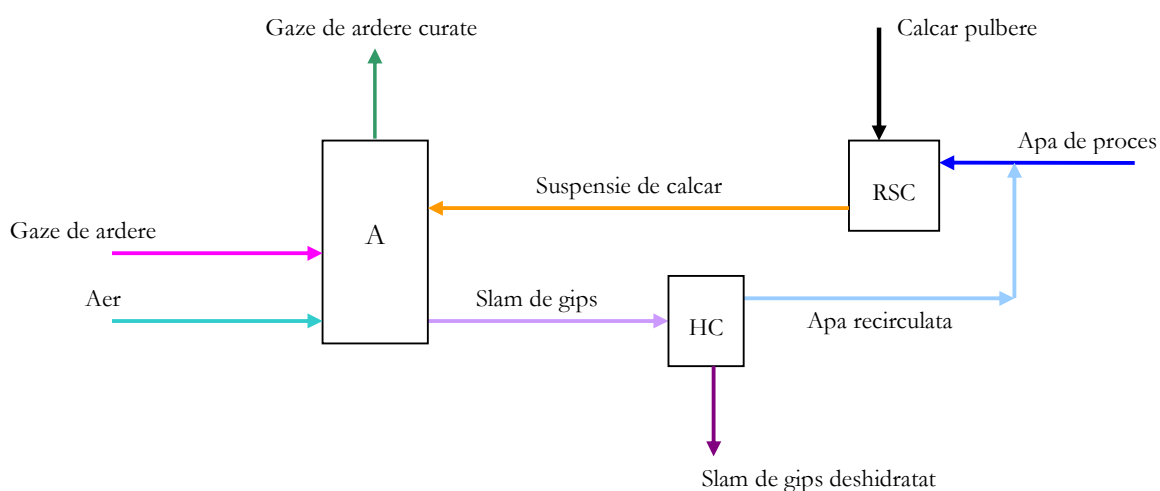 Gaze de ardere curate
Calcar pulbere
Apa de proces
Suspensie de calcar
RSC
A
Gaze de ardere
Aer
Slam de gips
HC
Apa recirculata
Slam de gips deshidratat